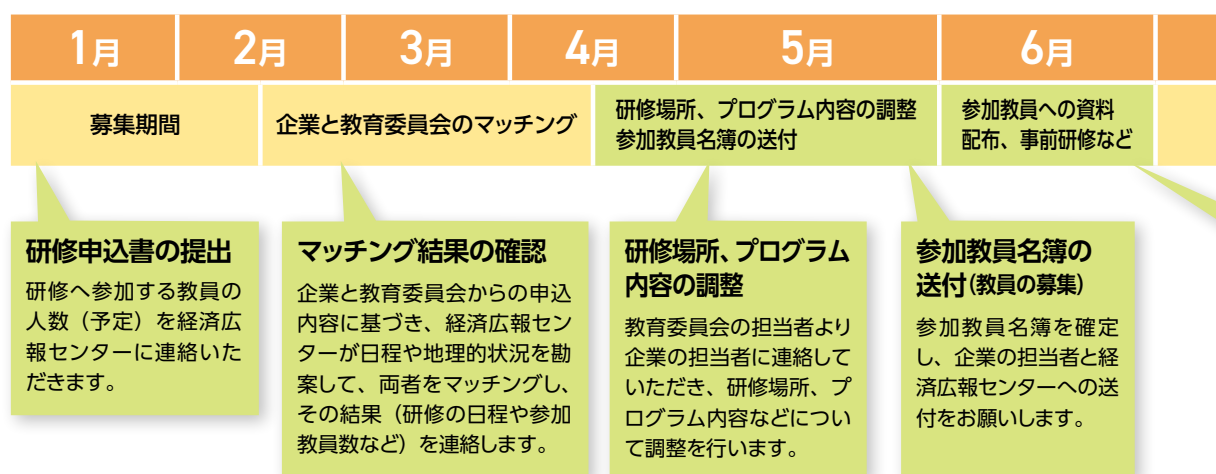 1月 2月 3月 4月 5月 6月
募集期間
企業と教育委員会のマッチング
研修場所、プログラム内容の調整
参加教員名簿の送付
参加教員への資料
配布、事前研修など
研修申込書の提出
研修へ参加する教員の
人数（予定）を経済広
報センターに連絡いた
だきます。
マッチング結果の確認
企業と教育委員会からの申込
内容に基づき、経済広報セン
ターが日程や地理的状況を勘
案して、両者をマッチングし、
その結果（研修の日程や参加
教員数など）を連絡します。
研修場所、プログラム
内容の調整
教育委員会の担当者より
企業の担当者に連絡して
いただき、研修場所、プ
ログラム内容などについ
て調整を行います。
参加教員名簿の
送付(教員の募集)
参加教員名簿を確定
し、企業の担当者と経
済広報センターへの送
付をお願いします。